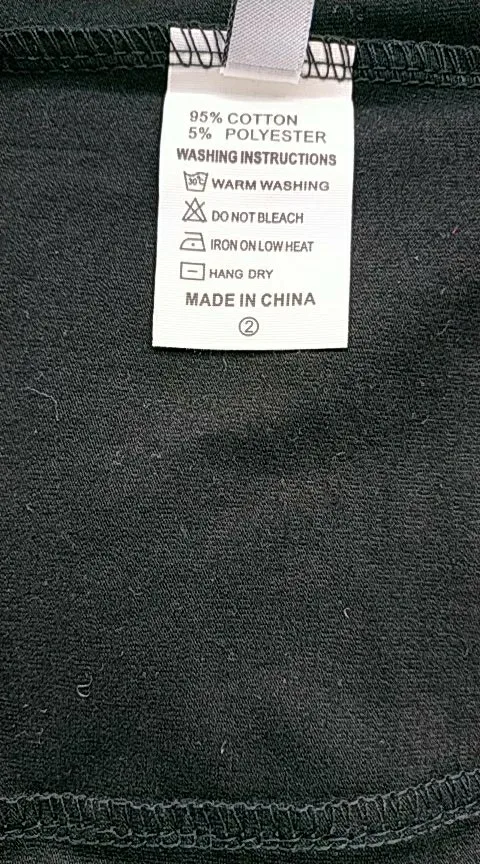 95% COTTON
5% POLYESTER
WASHING INSTRUCTIONS
30°C WARM WASHING
DO NOT BLEACH
IRON ON LOW HEAT
HANG DRY
MADE IN CHINA
②